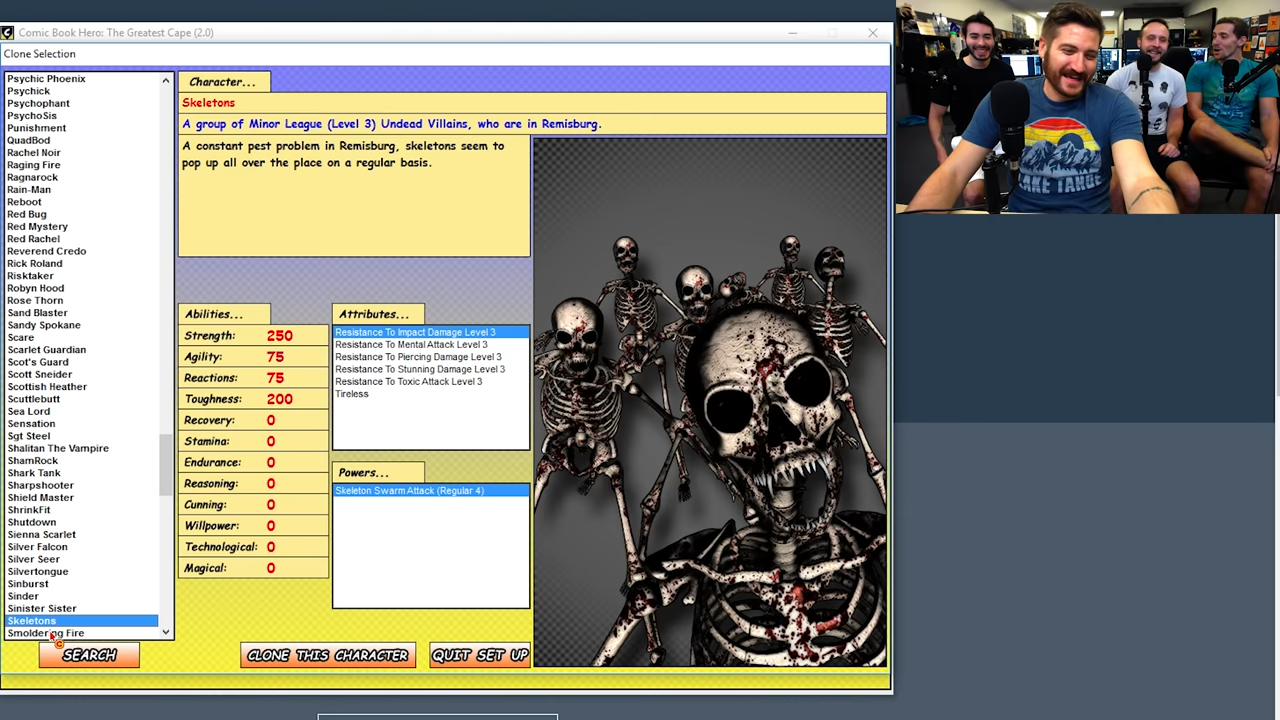 Comic Book Hero: The Greatest Cape (2.0)
Clone Selection
Psychic Phoenix
Psychick
Psychophant
PsychoSis
Punishment
QuadBod
Rachel Noir
Raging Fire
Ragnarock
Rain-Man
Reboot
Red Bug
Red Mystery
Red Rachel
Reverend Credo
Rick Roland
Risktaker
Robyn Hood
Rose Thorn
Sand Blaster
Sandy Spokane
Scare
Scarlet Guardian
Scot's Guard
Scott Sneider
Scottish Heather
Scuttlebutt
Sea Lord
Sensation
Sgt Steel
Shalitan The Vampire
ShamRock
Shark Tank
Sharpshooter
Shield Master
ShrinkFit
Shutdown
Sienna Scarlet
Silver Falcon
Silver Seer
Silvertongue
Sinburst
Sinder
Sinister Sister
Skeletons
Smoldering Fire
SEARCH
Character...
Skeletons
A group of Minor League (Level 3) Undead Villains, who are in Remisburg.
A constant pest problem in Remisburg, skeletons seem to
pop up all over the place on a regular basis.
Abilities...
Strength: 250
Agility: 75
Reactions: 75
Toughness: 200
Recovery: 0
Stamina: 0
Endurance: 0
Reasoning: 0
Cunning: 0
Willpower: 0
Technological: 0
Magical: 0
Attributes...
Resistance To Impact Damage Level 3
Resistance To Mental Attack Level 3
Resistance To Piercing Damage Level 3
Resistance To Stunning Damage Level 3
Resistance To Toxic Attack Level 3
Tireless
Powers...
Skeleton Swarm Attack (Regular 4)
CLONE THIS CHARACTER
QUIT SET UP
LAKE TAHOE